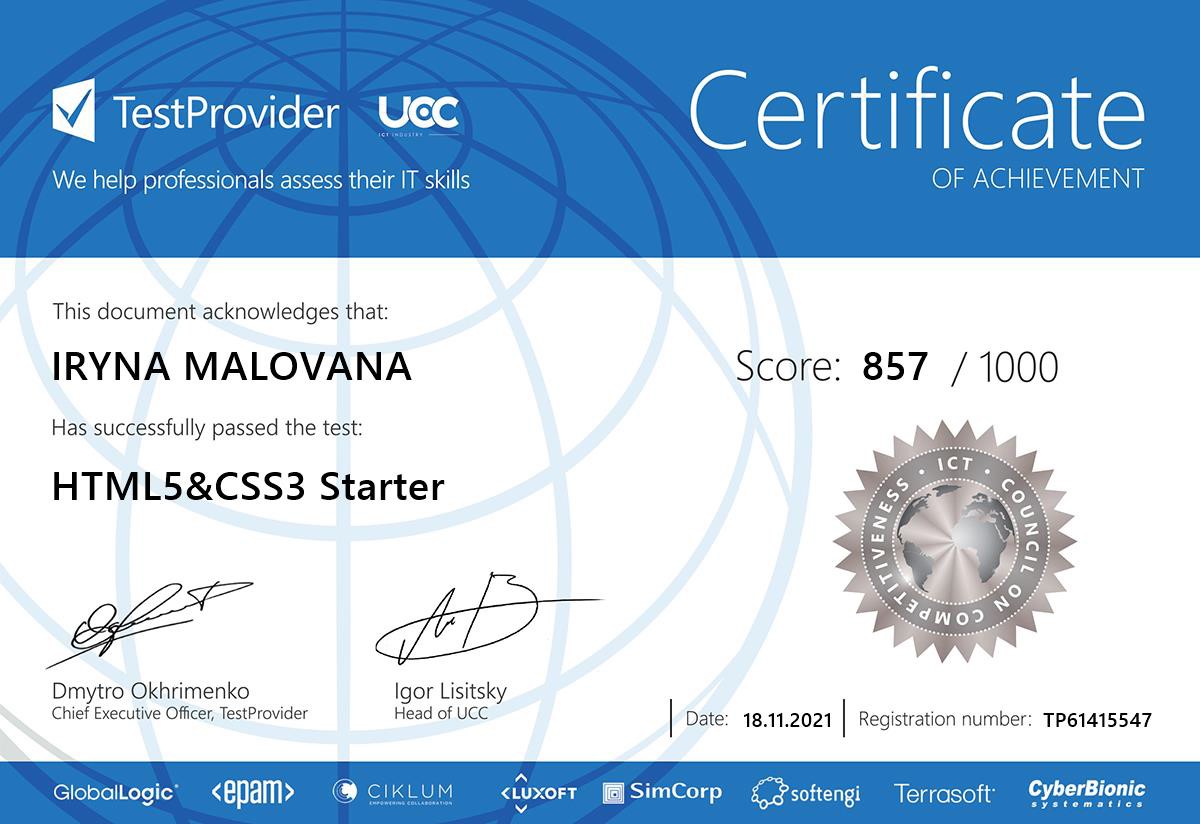 TestProvider
UCC
ICT INDUSTRY
We help professionals assess their IT skills
Certificate
OF ACHIEVEMENT
This document acknowledges that:
IRYNA MALOVANA
Score: 857 / 1000
Has successfully passed the test:
HTML5&CSS3 Starter
· ICT · COUNCIL ON COMPETITIVENESS
Dmytro Okhrimenko
Chief Executive Officer, TestProvider
Igor Lisitsky
Head of UCC
Date: 18.11.2021
Registration number: TP61415547
GlobalLogic
<epam>
CIKLUM
EMPOWERING COLLABORATION
<LUXOFT
SimCorp
softengi
Terrasoft
CyberBionic
systematics